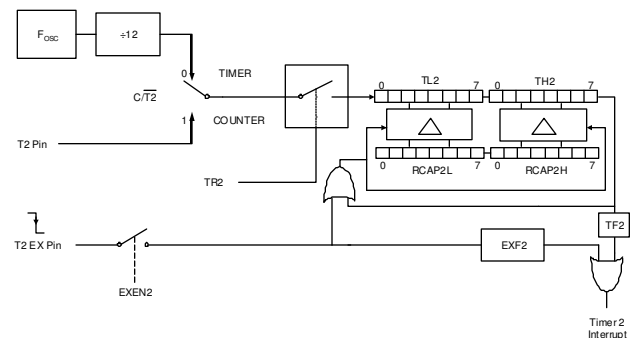 FOSC
÷12
0
TIMER
C/T2
1
COUNTER
T2 Pin
TR2
0
TL2
7
0
TH2
7
0
RCAP2L
7
0
RCAP2H
7
TF2
T2 EX Pin
EXEN2
EXF2
Timer 2
Interrupt